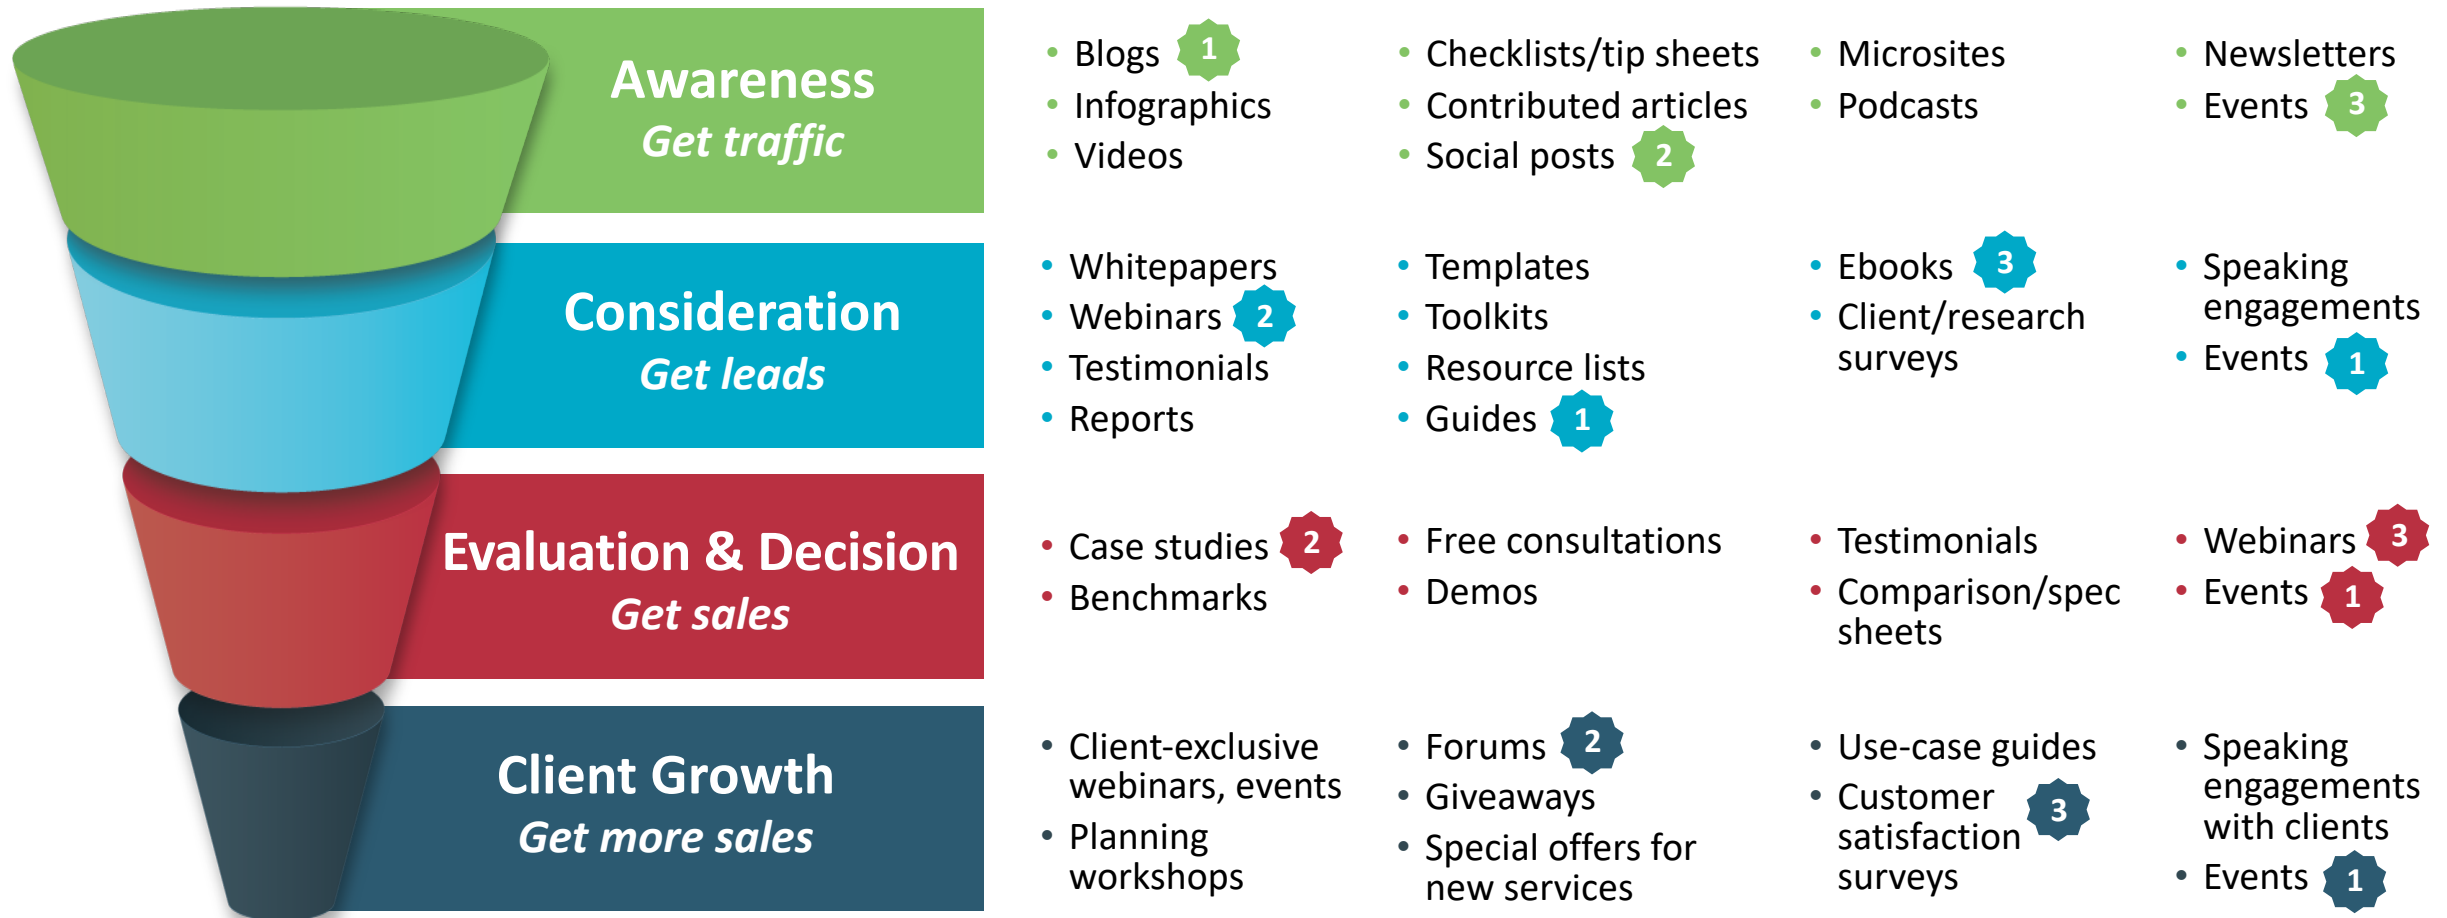 Awareness
Get traffic
• Blogs 1
• Infographics
• Videos
• Checklists/tip sheets
• Contributed articles
• Social posts 2
• Microsites
• Podcasts
• Newsletters
• Events 3
Consideration
Get leads
• Whitepapers
• Webinars 2
• Testimonials
• Reports
• Templates
• Toolkits
• Resource lists
• Guides 1
• Ebooks 3
• Client/research
surveys
• Speaking
engagements
• Events 1
Evaluation & Decision
Get sales
• Case studies 2
• Benchmarks
• Free consultations
• Demos
• Testimonials
• Comparison/spec
sheets
• Webinars 3
• Events 1
Client Growth
Get more sales
• Client-exclusive
webinars, events
• Planning
workshops
• Forums 2
• Giveaways
• Special offers for
new services
• Use-case guides
• Customer
satisfaction 3
surveys
• Speaking
engagements
with clients
• Events 1